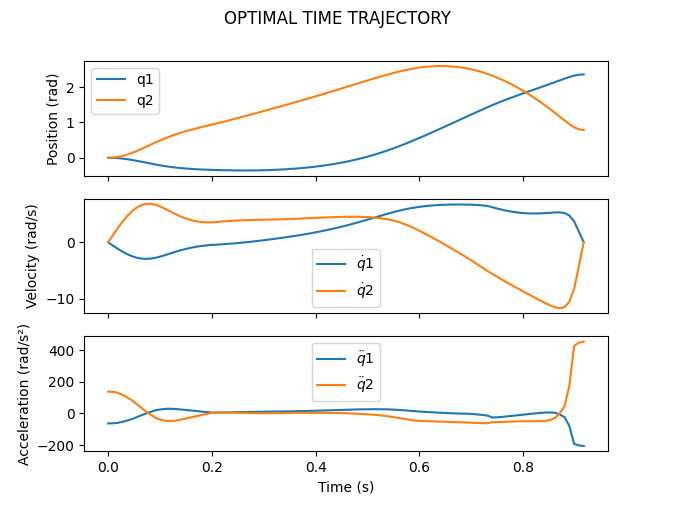 OPTIMAL TIME TRAJECTORY
Position (rad)
2
1
0
q1
q2
Velocity (rad/s)
0
−10
q̇1
q̇2
Acceleration (rad/s²)
400
200
0
−200
q̈1
q̈2
0.0 0.2 0.4 0.6 0.8
Time (s)